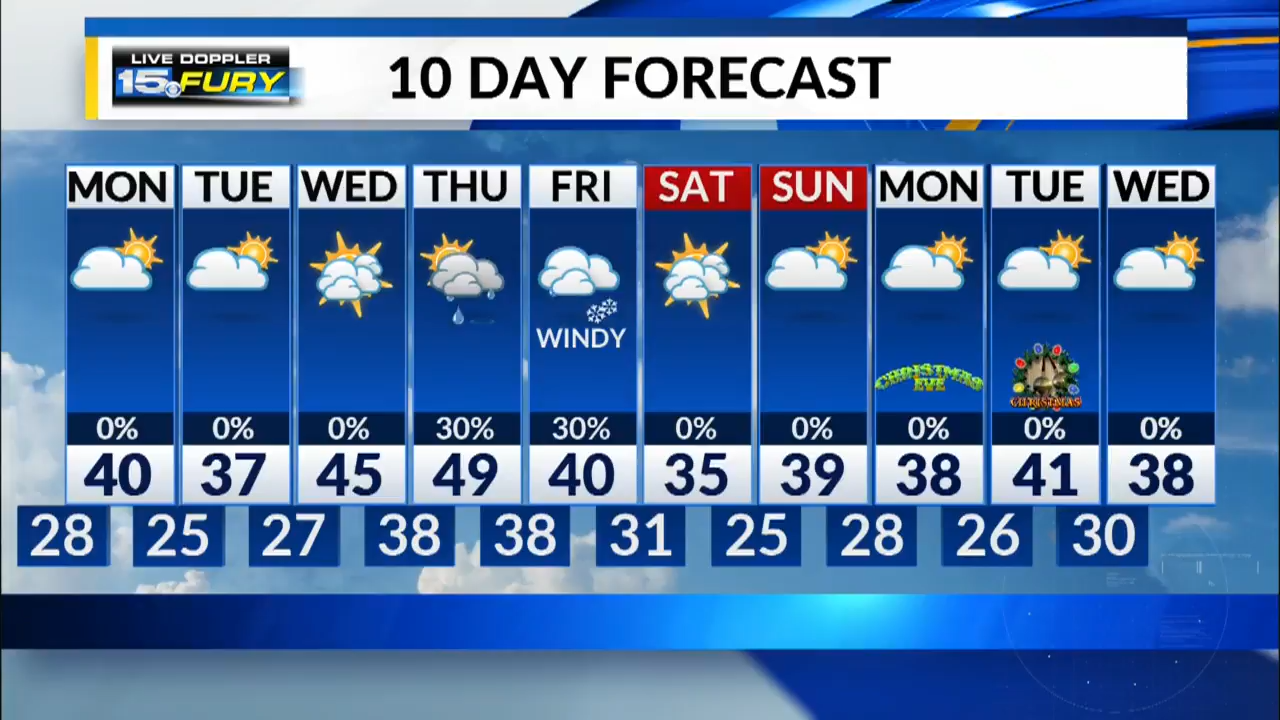 LIVE DOPPLER
15 FURY
10 DAY FORECAST
MON TUE WED THU FRI SAT SUN MON TUE WED
WINDY
CHRISTMAS
EVE
CHRISTMAS
0% 0% 0% 30% 30% 0% 0% 0% 0% 0%
40 37 45 49 40 35 39 38 41 38
28 25 27 38 38 31 25 28 26 30